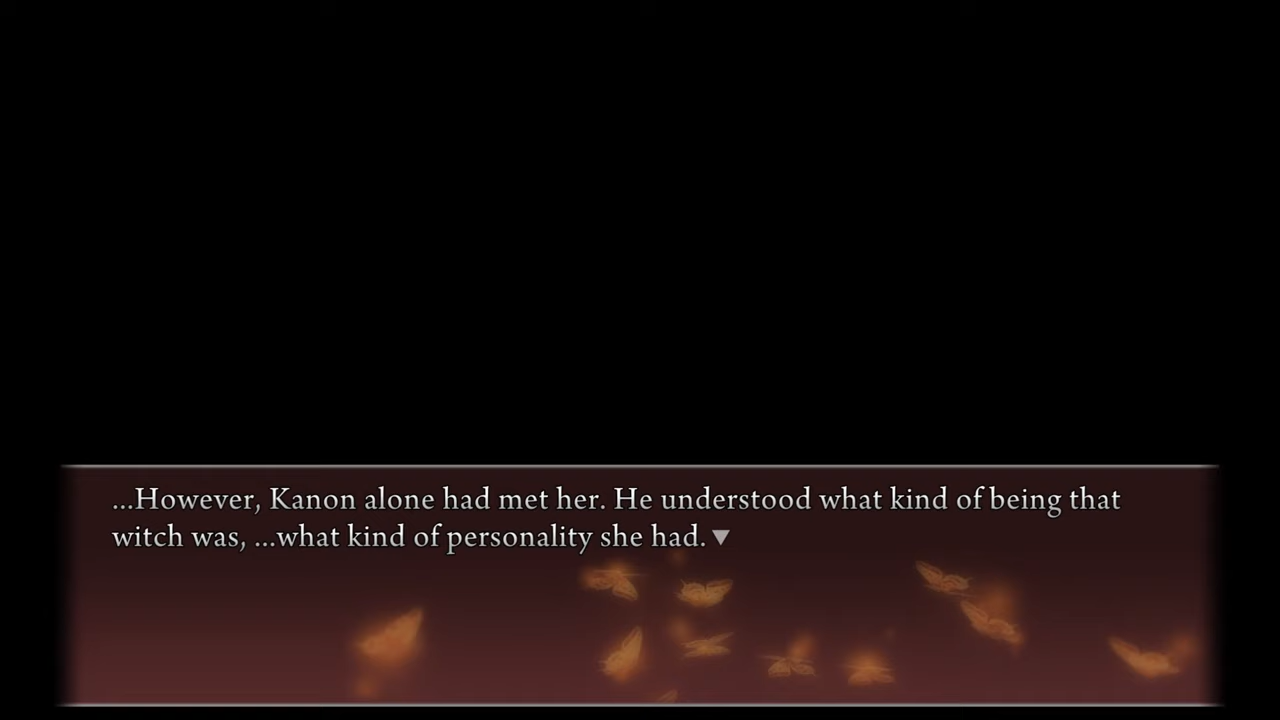 ...However, Kanon alone had met her. He understood what kind of being that
witch was, ...what kind of personality she had.